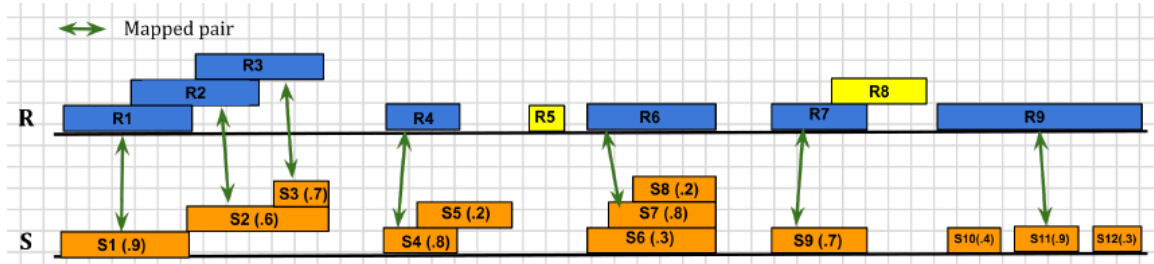 Mapped pair
R3
R2
R8
R R1 R4 R5 R6 R7 R9
S3 (.7) S8 (.2)
S2 (.6) S5 (.2) S7 (.8)
S S1 (.9) S4 (.8) S6 (.3) S9 (.7) S10(.4) S11(.9) S12(.3)